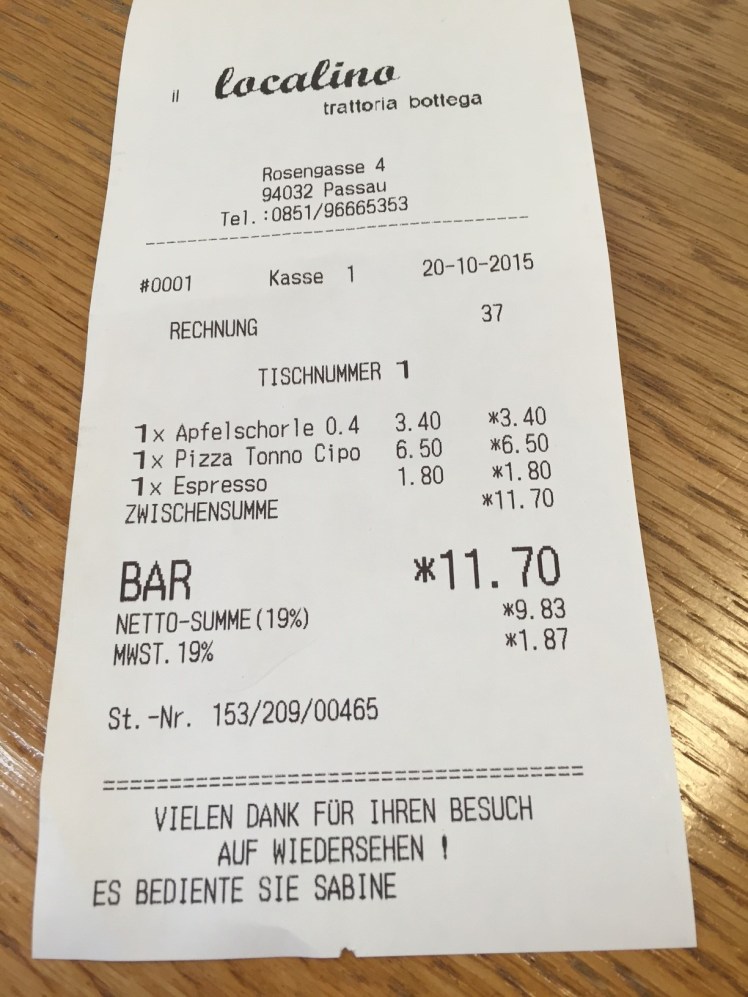 il localino
trattoria bottega
Rosengasse 4
94032 Passau
Tel.:0851/96665353
#0001 Kasse 1 20-10-2015
RECHNUNG 37
TISCHNUMMER 1
1x Apfelschorle 0.4 3.40 *3.40
1x Pizza Tonno Cipo 6.50 *6.50
1x Espresso 1.80 *1.80
ZWISCHENSUMME *11.70
BAR *11.70
NETTO-SUMME(19%) *9.83
MWST. 19% *1.87
St.-Nr. 153/209/00465
VIELEN DANK FÜR IHREN BESUCH
AUF WIEDERSEHEN !
ES BEDIENTE SIE SABINE